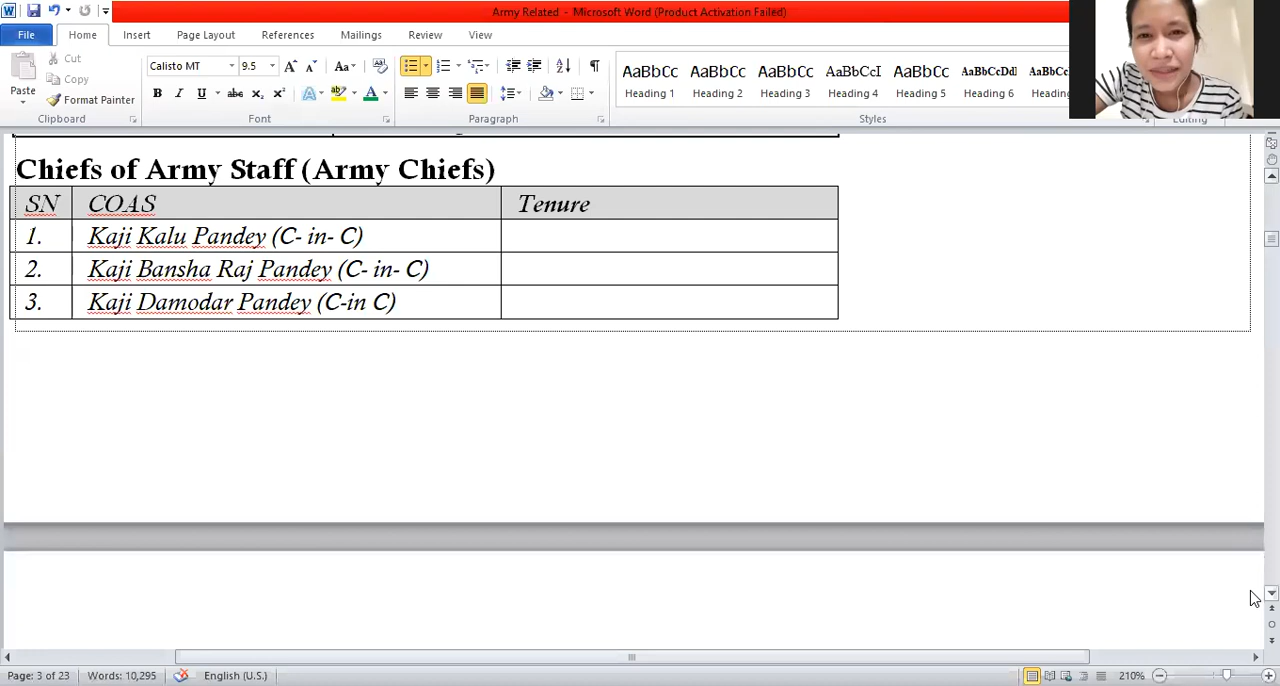 Army Related - Microsoft Word (Product Activation Failed)
File Home Insert Page Layout References Mailings Review View
Cut
Copy
Format Painter
Paste
Calisto MT 9.5
AaBbCc AaBbCc AaBbCc AaBbCcI AaBbCc AaBbCcDd AaBbCc
Heading 1 Heading 2 Heading 3 Heading 4 Heading 5 Heading 6 Heading
Clipboard Font Paragraph Styles Editing
Chiefs of Army Staff (Army Chiefs)
SN COAS Tenure
1. Kaji Kalu Pandey (C- in- C)
2. Kaji Bansha Raj Pandey (C- in- C)
3. Kaji Damodar Pandey (C-in C)
Page: 3 of 23 Words: 10,295 English (U.S.) 210%